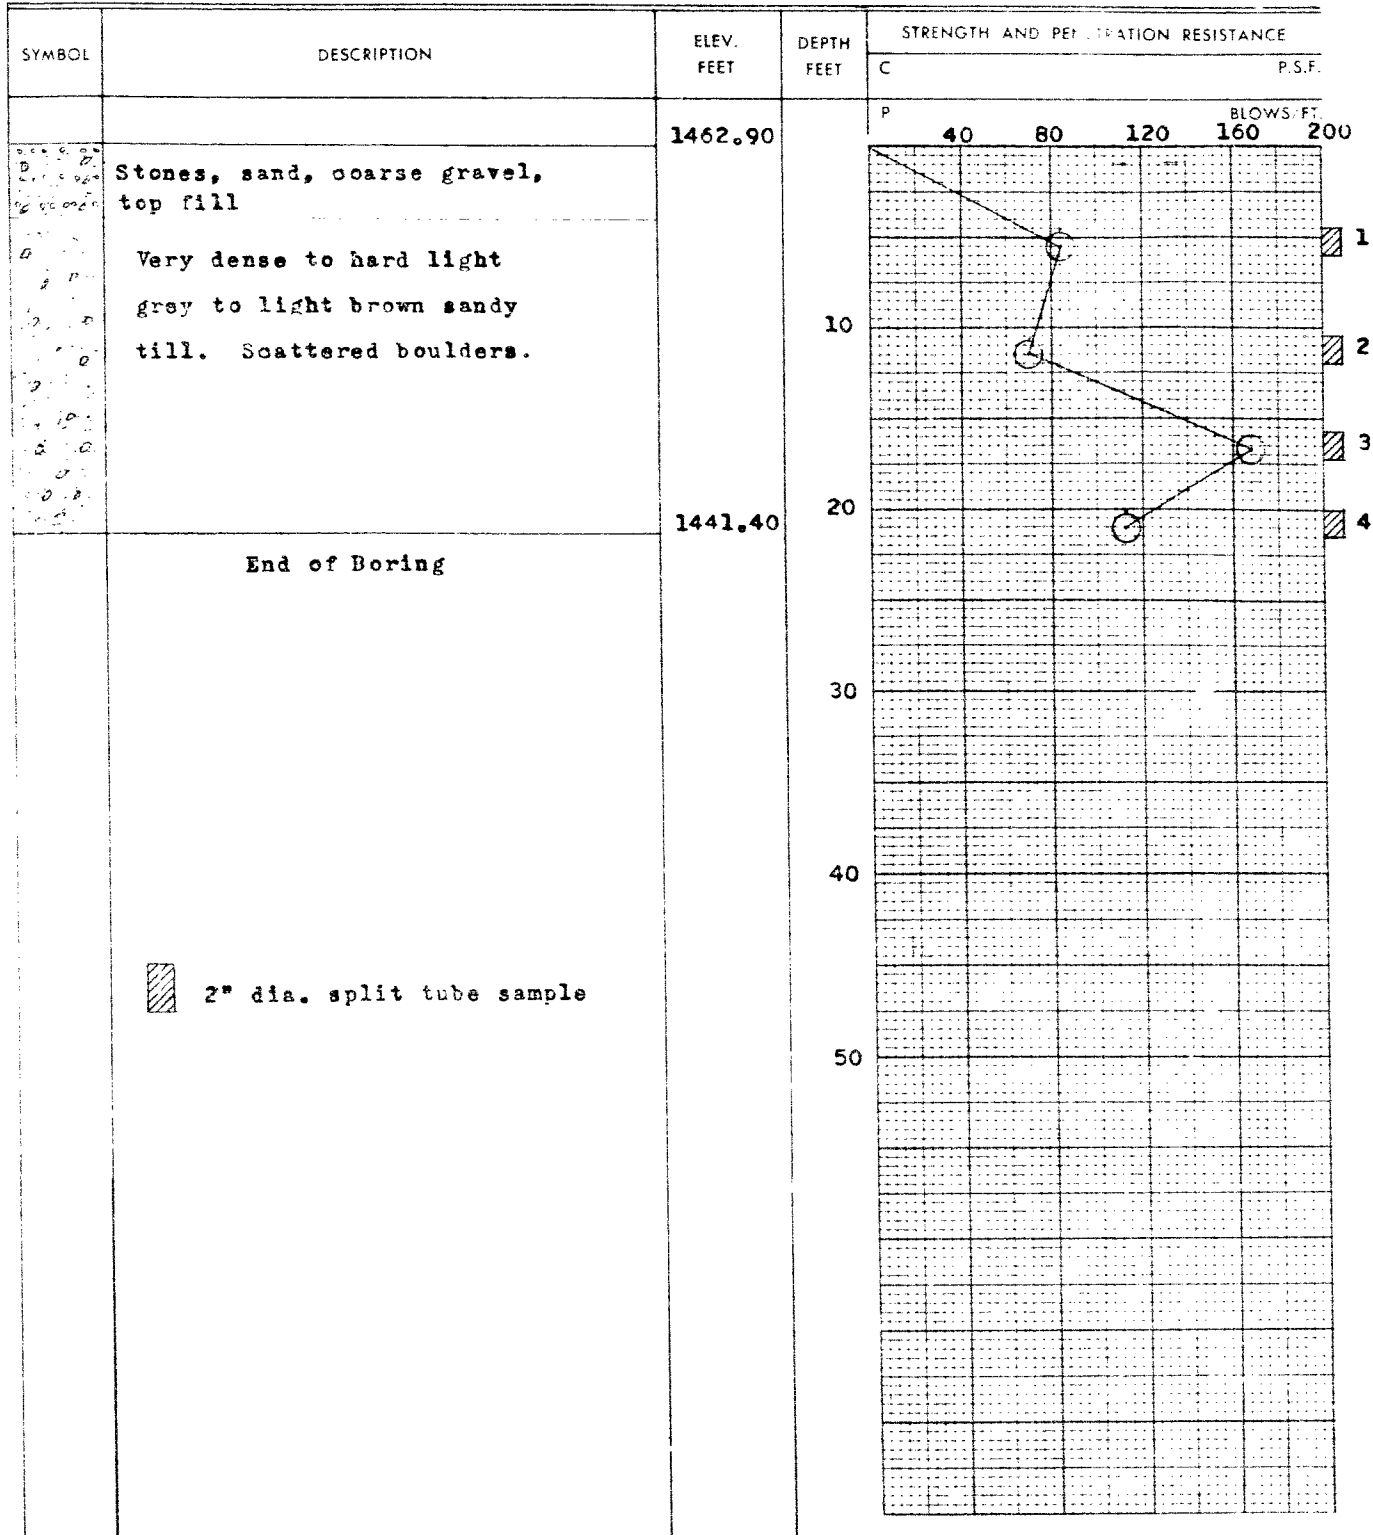 SYMBOL
DESCRIPTION
ELEV.
FEET
DEPTH
FEET
STRENGTH AND RESISTANCE
C P.S.F.
P BLOWS/FT.
40 80 120 160 200
1462.90
Stones, sand, coarse gravel,
top fill
1
Very dense to hard light
grey to light brown sandy
till. Scattered boulders.
10
2
3
20
1441.40
4
End of Boring
30
40
2" dia. split tube sample
50